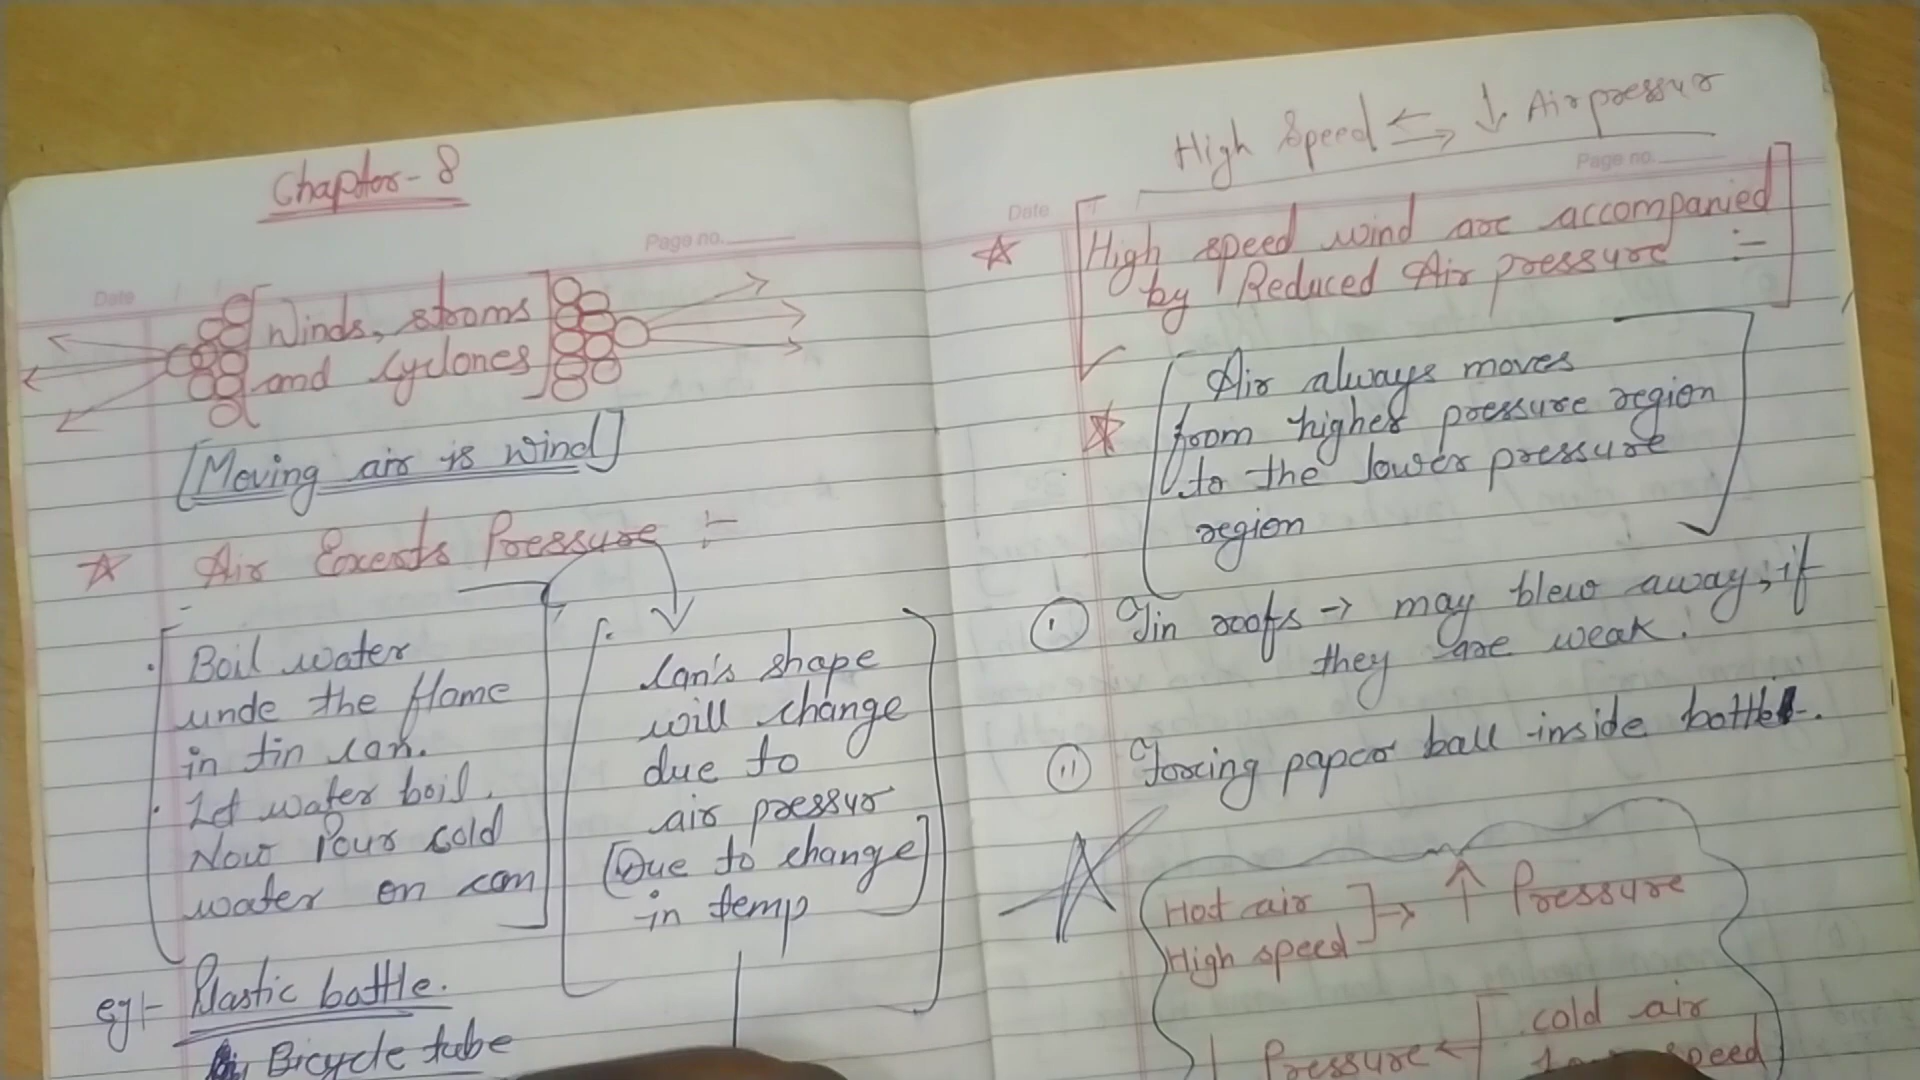 Chapter-8
Page no.
Date
Winds, stroms
and cyclones
[Moving air is wind]
☆ Air Exerts Pressure :-
. Boil water
unde the flame
in tin can.
. Let water boil.
Now Pour cold
water on can
Can's shape
will change
due to
air pressur
[Due to change]
in temp
eg:- Plastic bottle.
Bicycle tube
High Speed ⇆ ↓ Air pressur
Page no.
Date
☆ High speed wind are accompanied
by Reduced Air pressure :-
☆ Air always moves
from higher pressure region
to the lower pressure
region
(i) Tin roofs → may blew away, if
they are weak.
(ii) Forcing paper ball inside bottle.
Hot air
High speed ] → ↑ Pressure
cold air
Pressure ← speed